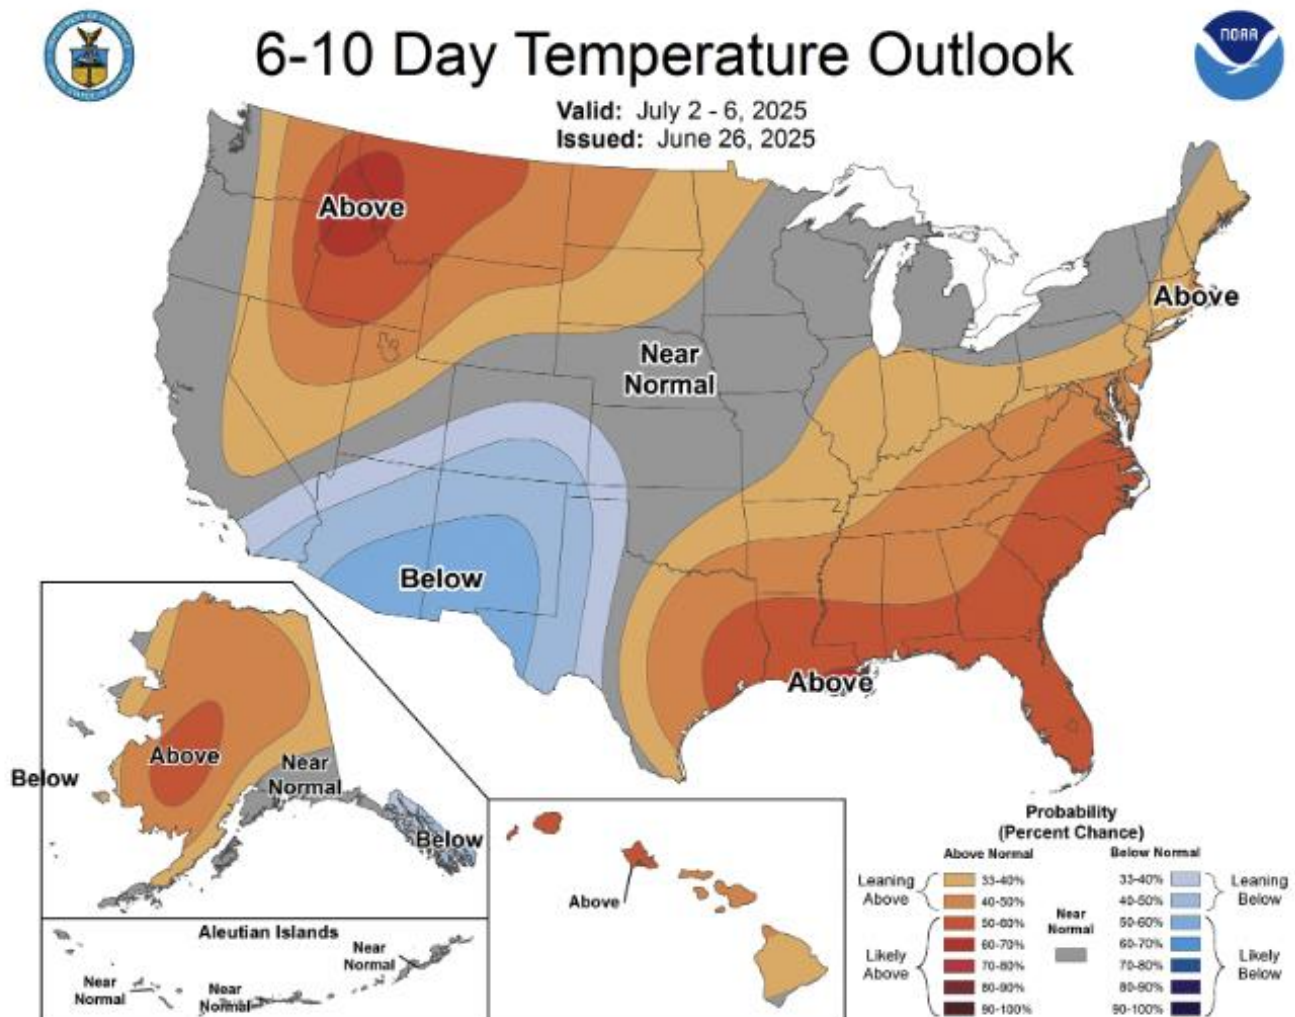 NOAA
6-10 Day Temperature Outlook
Valid: July 2 - 6, 2025
Issued: June 26, 2025
Above
Above
Near
Normal
Below
Above
Above
Near
Normal
Below
Below
Above
Aleutian Islands
Near
Normal
Near
Normal
Near
Normal
Probability
(Percent Chance)
Above Normal
Below Normal
Leaning
Above
33-40%
40-50%
Likely
Above
50-60%
60-70%
70-80%
80-90%
90-100%
Near
Normal
33-40%
40-50%
Leaning
Below
50-60%
60-70%
70-80%
80-90%
90-100%
Likely
Below